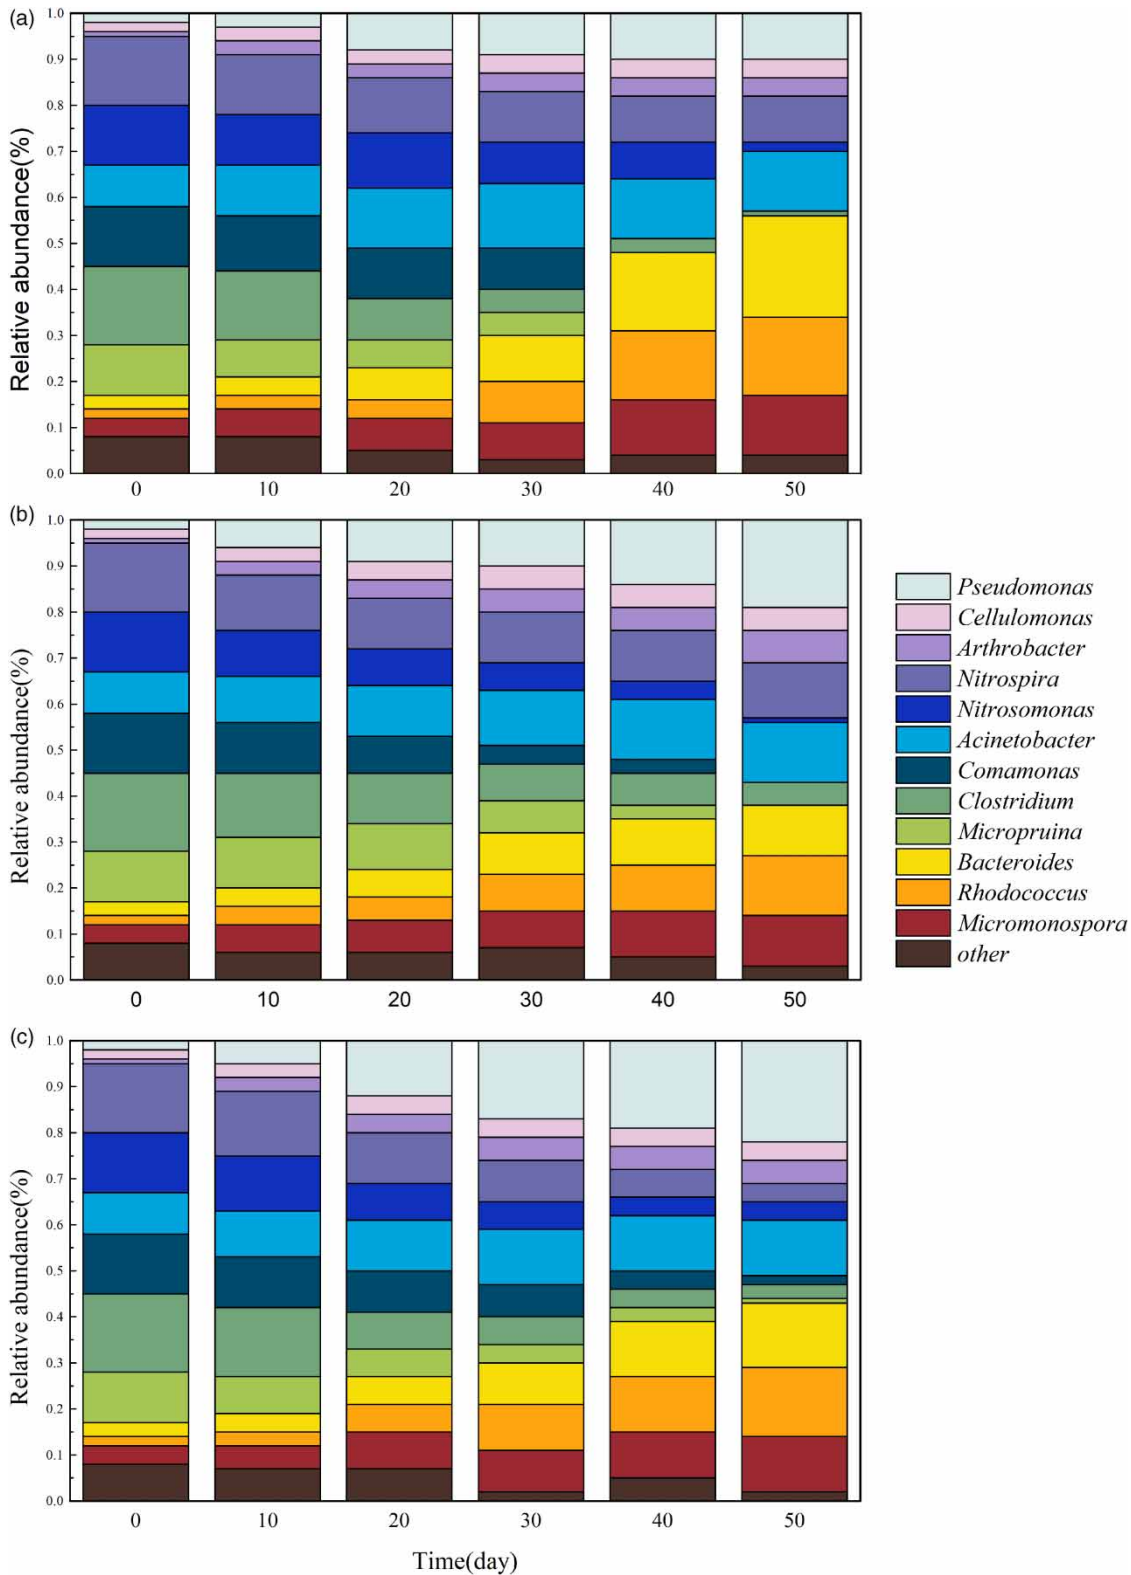 (a)
Relative abundance(%)
1.0
0.9
0.8
0.7
0.6
0.5
0.4
0.3
0.2
0.1
0.0
0 10 20 30 40 50
(b)
Relative abundance(%)
1.0
0.9
0.8
0.7
0.6
0.5
0.4
0.3
0.2
0.1
0.0
0 10 20 30 40 50
Pseudomonas
Cellulomonas
Arthrobacter
Nitrospira
Nitrosomonas
Acinetobacter
Comamonas
Clostridium
Micropruina
Bacteroides
Rhodococcus
Micromonospora
other
(c)
Relative abundance(%)
1.0
0.9
0.8
0.7
0.6
0.5
0.4
0.3
0.2
0.1
0.0
0 10 20 30 40 50
Time(day)